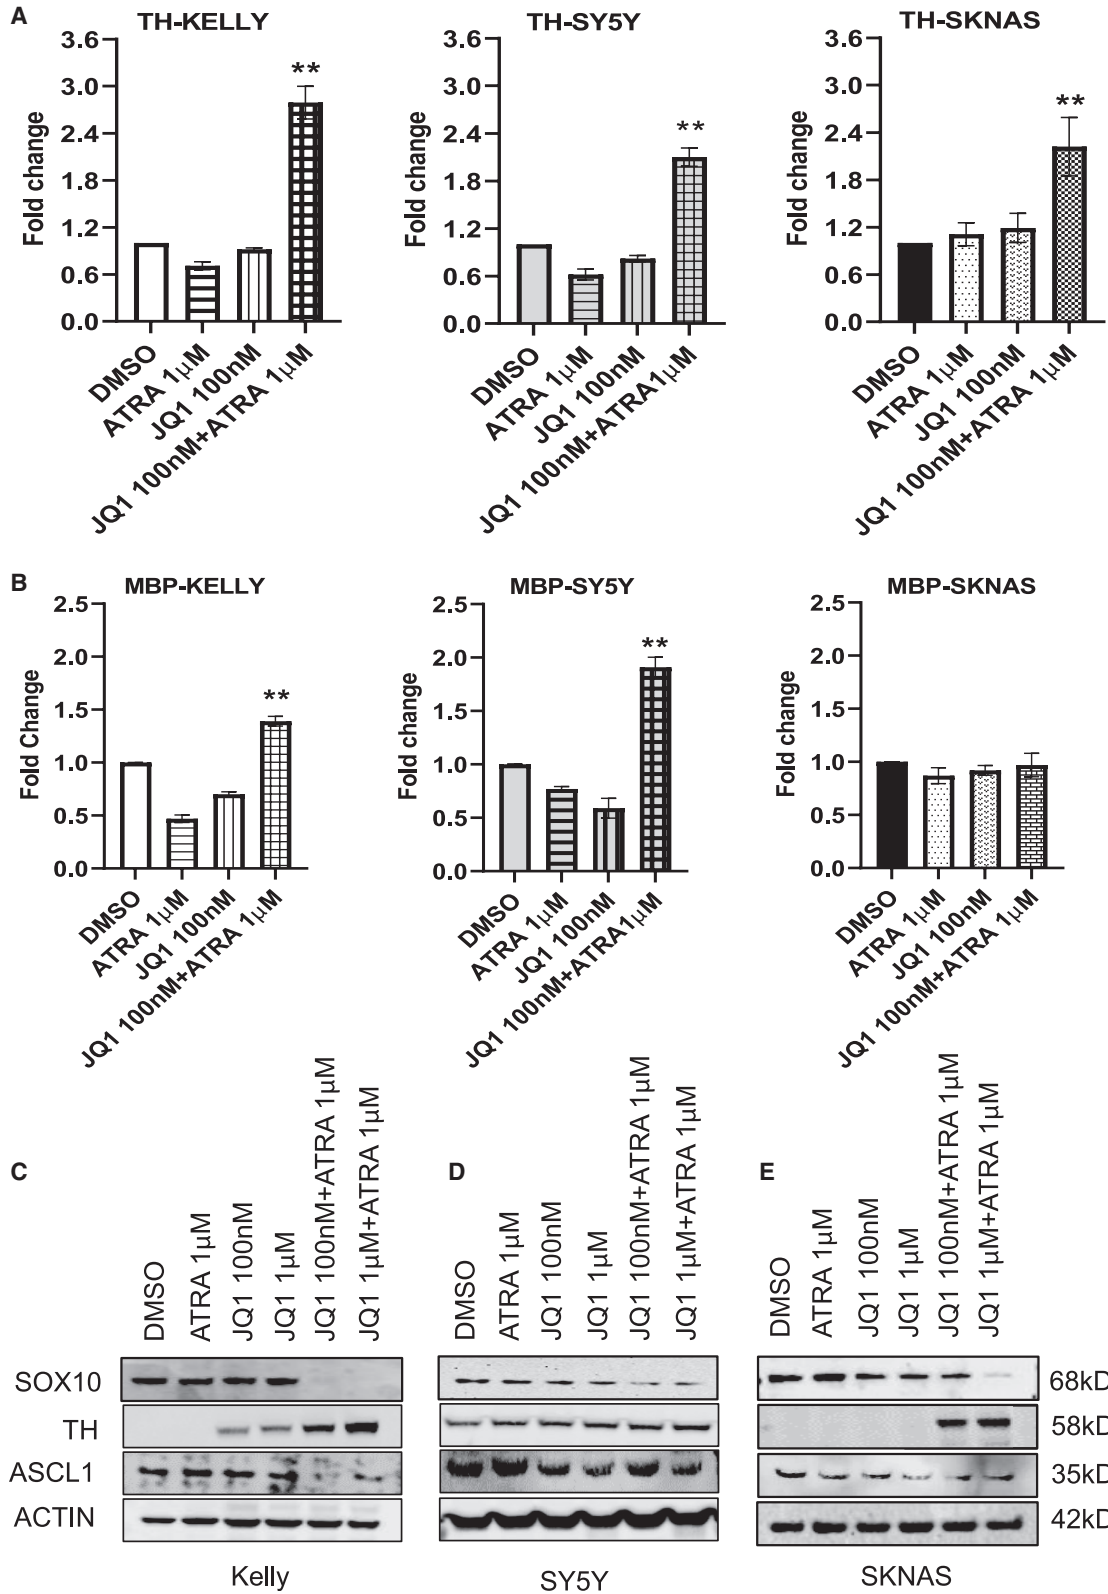 A
TH-KELLY
Fold change
3.6
3.0
2.4
1.8
1.2
0.6
0.0
**
DMSO
ATRA 1µM
JQ1 100nM
JQ1 100nM+ATRA 1µM
TH-SY5Y
Fold change
3.6
3.0
2.4
1.8
1.2
0.6
0.0
**
DMSO
ATRA 1µM
JQ1 100nM
JQ1 100nM+ATRA1µM
TH-SKNAS
Fold change
3.6
3.0
2.4
1.8
1.2
0.6
0.0
**
DMSO
ATRA 1µM
JQ1 100nM
JQ1 100nM+ATRA 1µM
B
MBP-KELLY
Fold Change
2.5
2.0
1.5
1.0
0.5
0.0
**
DMSO
ATRA 1µM
JQ1 100nM
JQ1 100nM+ATRA 1µM
MBP-SY5Y
Fold change
2.5
2.0
1.5
1.0
0.5
0.0
**
DMSO
ATRA 1µM
JQ1 100nM
JQ1 100nM+ATRA1µM
MBP-SKNAS
Fold change
2.5
2.0
1.5
1.0
0.5
0.0
DMSO
ATRA 1µM
JQ1 100nM
JQ1 100nM+ATRA 1µM
C
DMSO
ATRA 1µM
JQ1 100nM
JQ1 1µM
JQ1 100nM+ATRA 1µM
JQ1 1µM+ATRA 1µM
D
DMSO
ATRA 1µM
JQ1 100nM
JQ1 1µM
JQ1 100nM+ATRA 1µM
JQ1 1µM+ATRA 1µM
E
DMSO
ATRA 1µM
JQ1 100nM
JQ1 1µM
JQ1 100nM+ATRA 1µM
JQ1 1µM+ATRA 1µM
SOX10
68kD
TH
58kD
ASCL1
35kD
ACTIN
42kD
Kelly
SY5Y
SKNAS